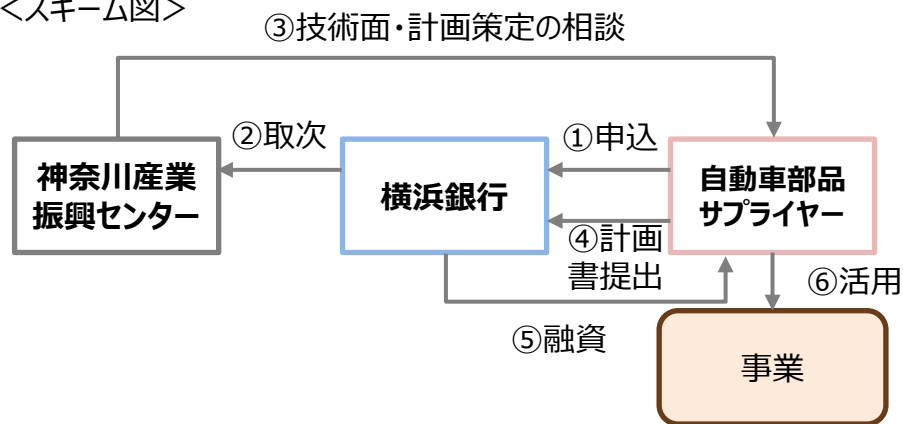 ＜スキーム図＞
③技術面・計画策定の相談
②取次
①申込
神奈川産業
振興センター
横浜銀行
自動車部品
サプライヤー
④計画
書提出
⑥活用
⑤融資
事業